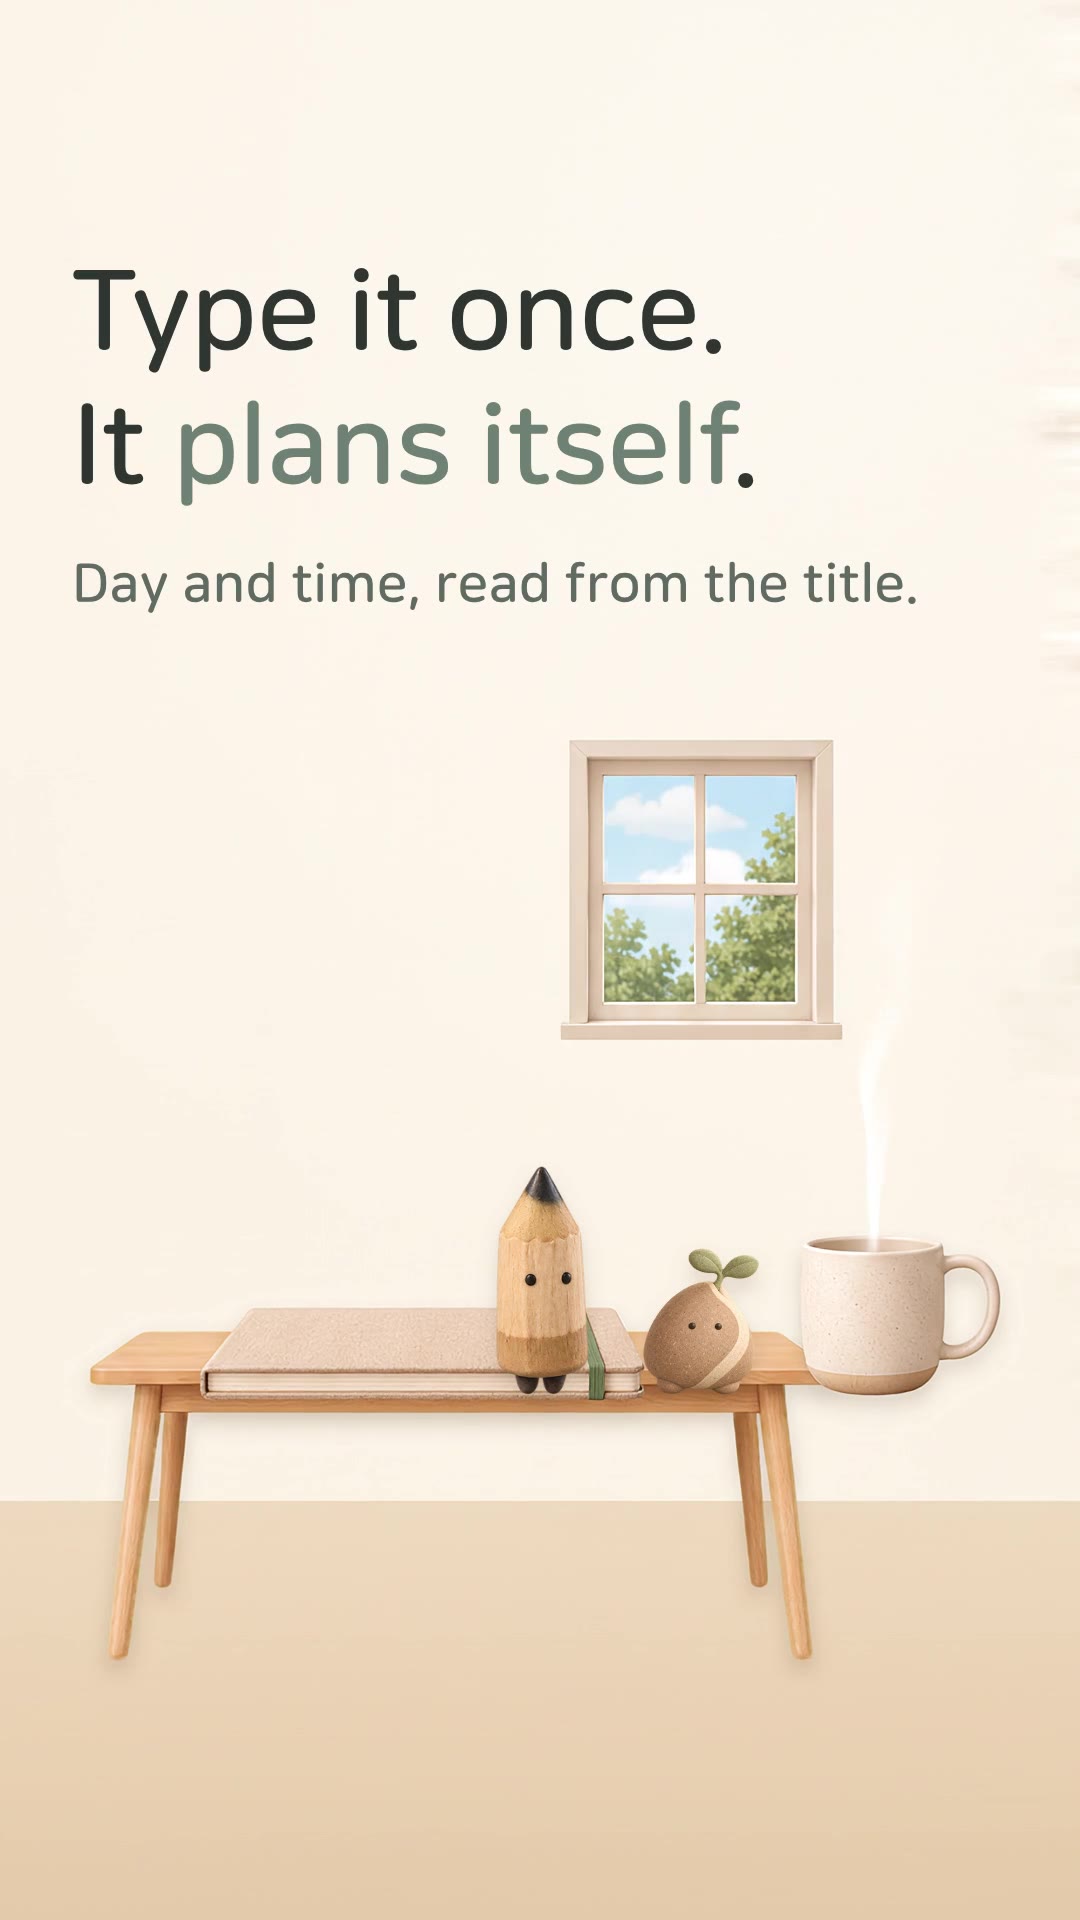 Type it once.
It plans itself.
Day and time, read from the title.